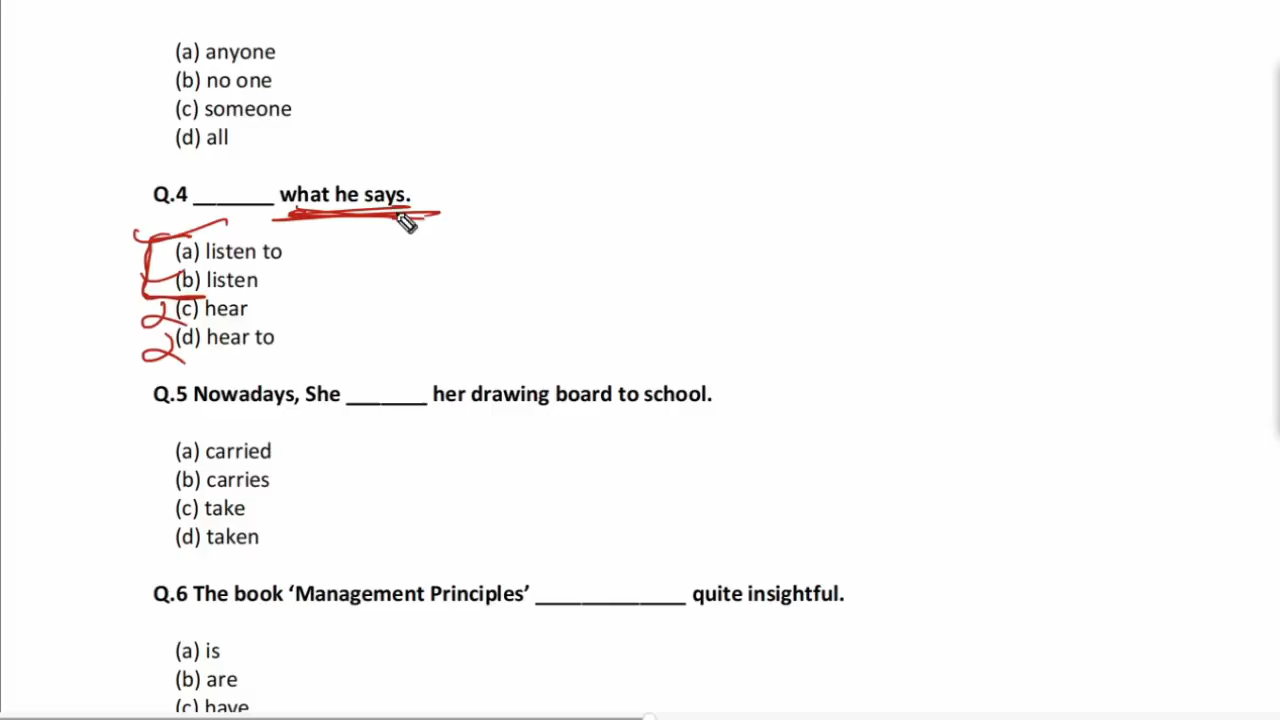 (a) anyone
(b) no one
(c) someone
(d) all
Q.4 _______ what he says.
(a) listen to
(b) listen
(c) hear
(d) hear to
Q.5 Nowadays, She _______ her drawing board to school.
(a) carried
(b) carries
(c) take
(d) taken
Q.6 The book ‘Management Principles’ _____________ quite insightful.
(a) is
(b) are
(c) have